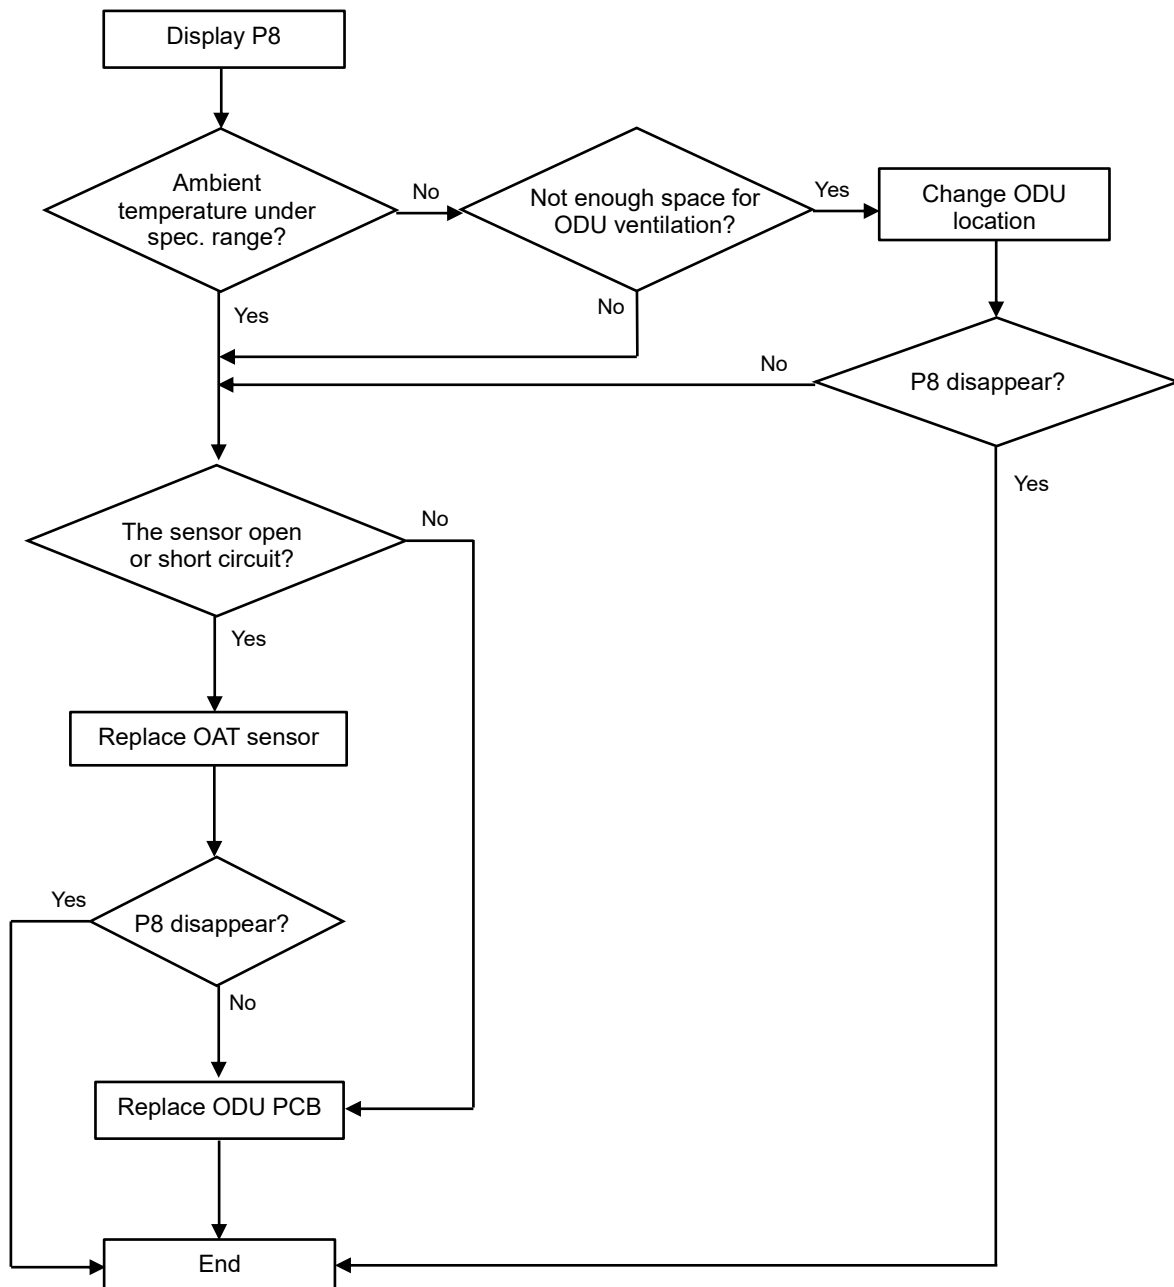 Display P8
Ambient
temperature under
spec. range?
No
Not enough space for
ODU ventilation?
Yes
Change ODU
location
Yes
No
No
P8 disappear?
Yes
The sensor open
or short circuit?
No
Yes
Replace OAT sensor
Yes
P8 disappear?
No
Replace ODU PCB
End